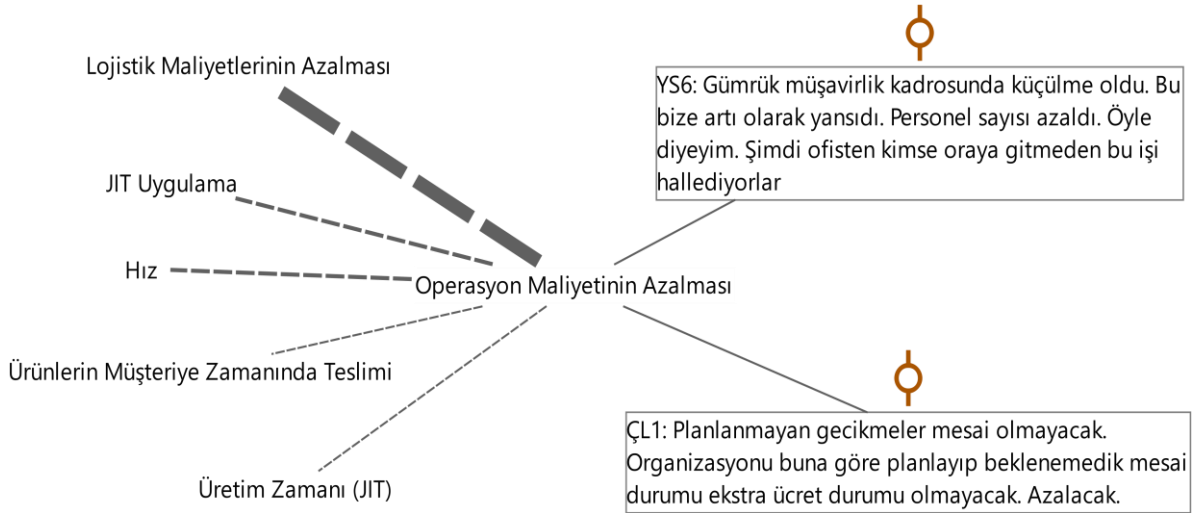 Lojistik Maliyetlerinin Azalması
JIT Uygulama
Hız
Ürünlerin Müşteriye Zamanında Teslimi
Üretim Zamanı (JIT)
Operasyon Maliyetinin Azalması
YS6: Gümrük müşavirlik kadrosunda küçülme oldu. Bu
bize artı olarak yansıdı. Personel sayısı azaldı. Öyle
diyeyim. Şimdi ofisten kimse oraya gitmeden bu işi
hallediyorlar
ÇL1: Planlanmayan gecikmeler mesai olmayacak.
Organizasyonu buna göre planlayıp beklenemedik mesai
durumu ekstra ücret durumu olmayacak. Azalacak.